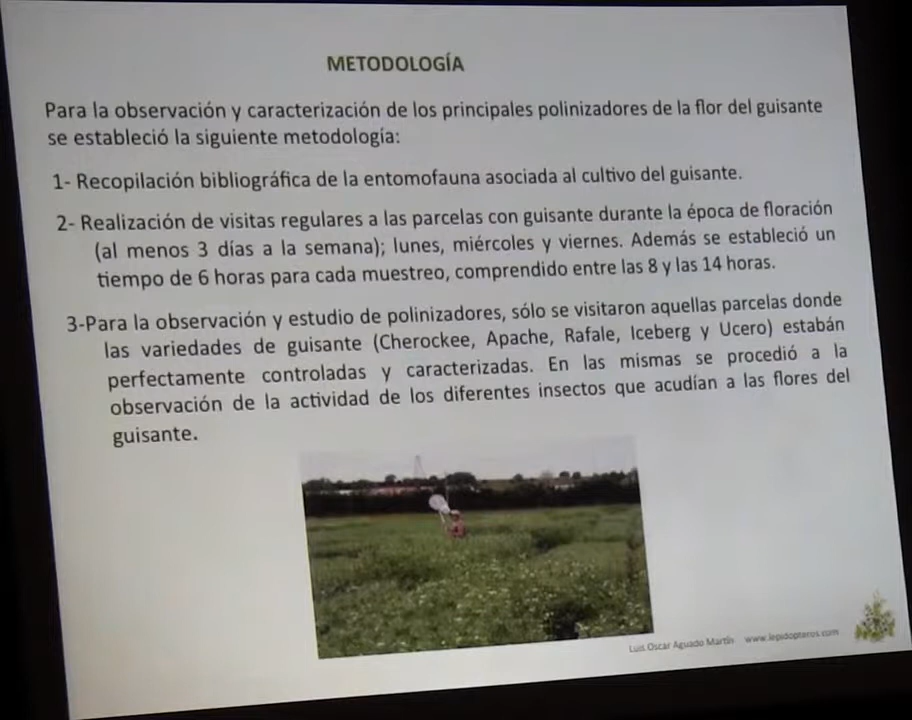 METODOLOGÍA
Para la observación y caracterización de los principales polinizadores de la flor del guisante
se estableció la siguiente metodología:
1- Recopilación bibliográfica de la entomofauna asociada al cultivo del guisante.
2- Realización de visitas regulares a las parcelas con guisante durante la época de floración
(al menos 3 días a la semana); lunes, miércoles y viernes. Además se estableció un
tiempo de 6 horas para cada muestreo, comprendido entre las 8 y las 14 horas.
3-Para la observación y estudio de polinizadores, sólo se visitaron aquellas parcelas donde
las variedades de guisante (Cherockee, Apache, Rafale, Iceberg y Ucero) estabán
perfectamente controladas y caracterizadas. En las mismas se procedió a la
observación de la actividad de los diferentes insectos que acudían a las flores del
guisante.
Luis Oscar Aguado Martín www.lepidopteros.com